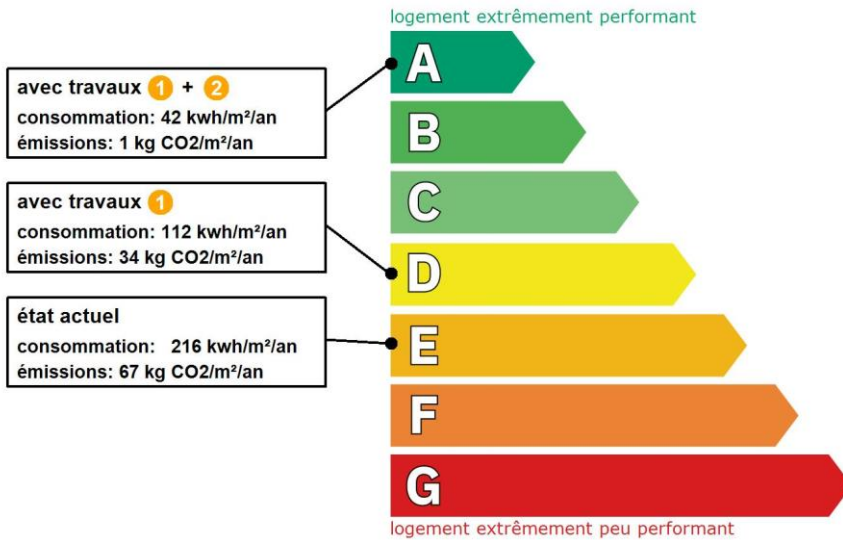 logement extrêmement performant
avec travaux 1 + 2
consommation: 42 kwh/m²/an
émissions: 1 kg CO2/m²/an
avec travaux 1
consommation: 112 kwh/m²/an
émissions: 34 kg CO2/m²/an
état actuel
consommation: 216 kwh/m²/an
émissions: 67 kg CO2/m²/an
A
B
C
D
E
F
G
logement extrêmement peu performant